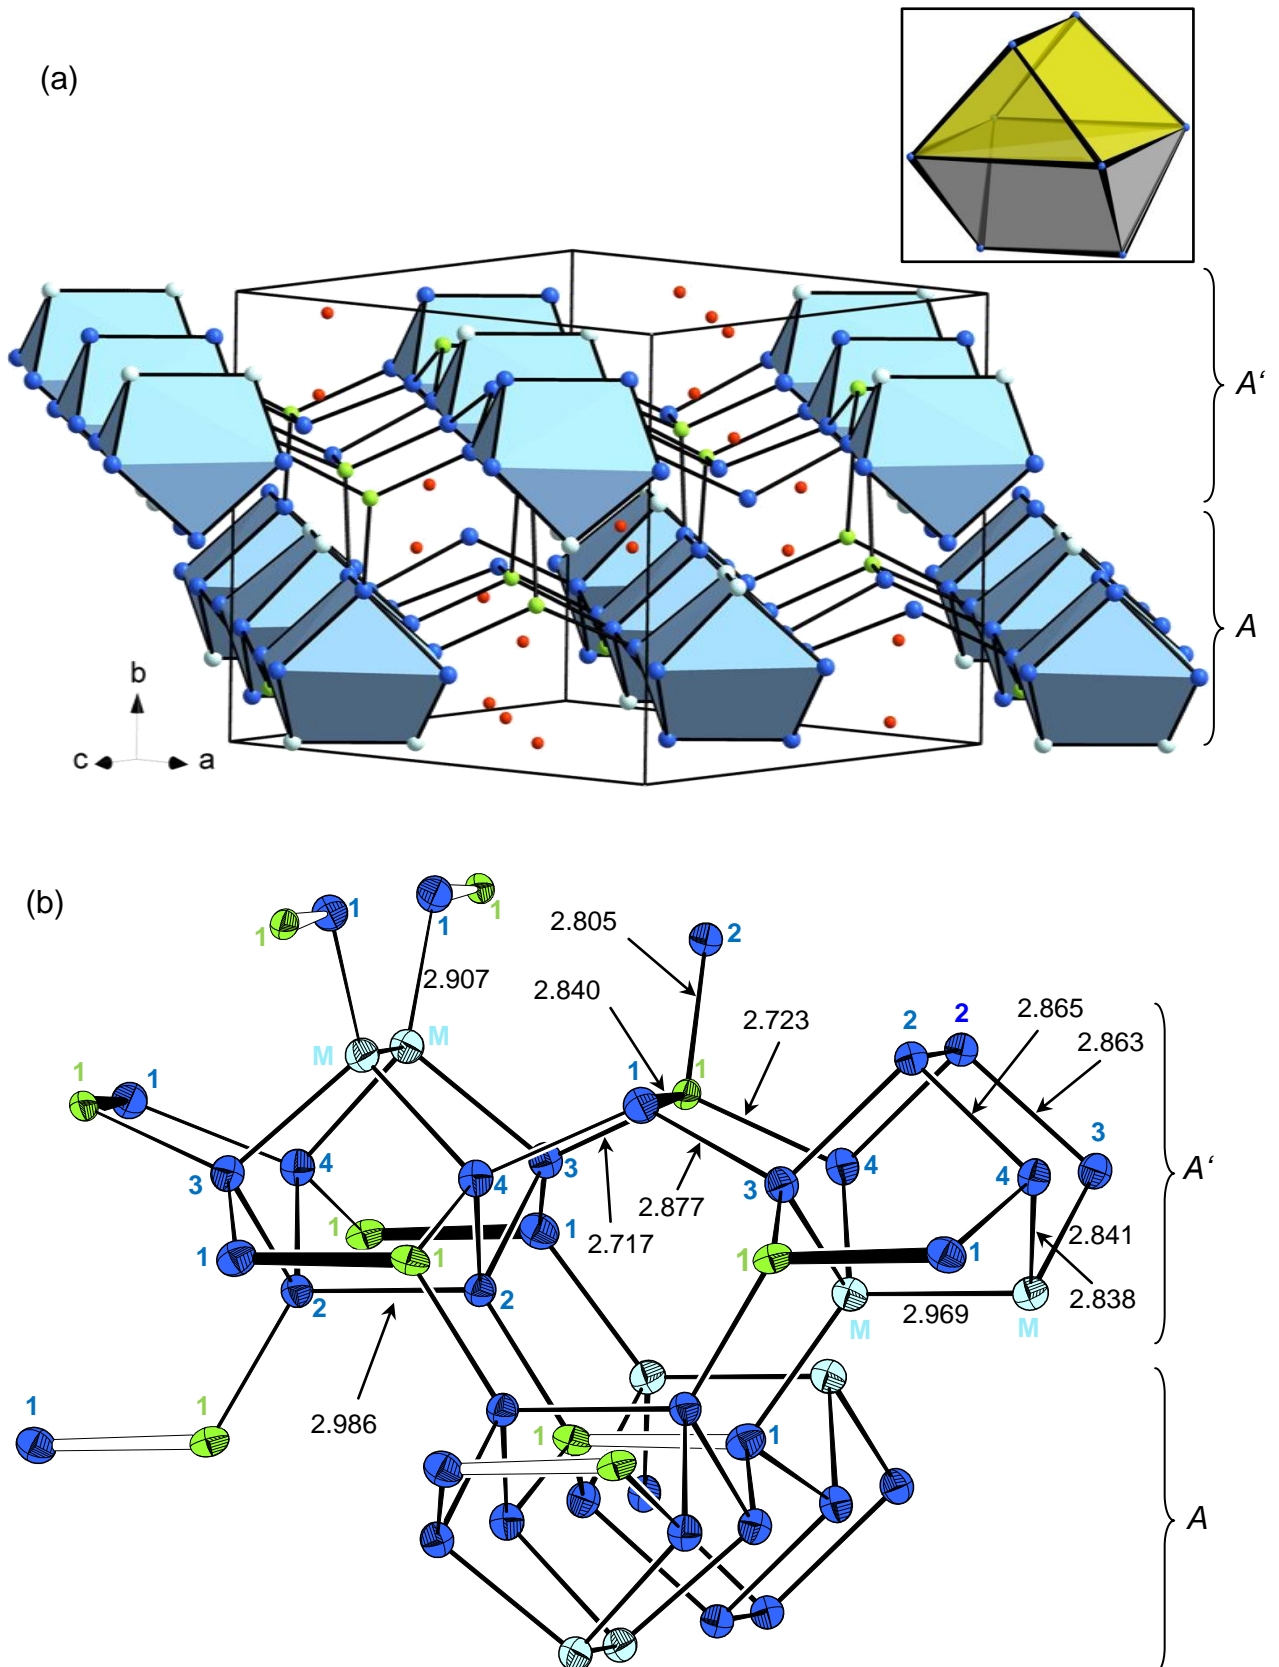 (a)
A‘
A
b
c a
(b)
1 1 1 1
2.805 2
2.907
2.840 2.865
2.723 2 2
M M 2.863
1 1 1 1
3 4 4 3 3 4 4 3
2.877
1 1 1 1 2.717 1 1 2.841
A‘
2 2 M 2.969 M 2.838
2.986
1 1 1 1
A